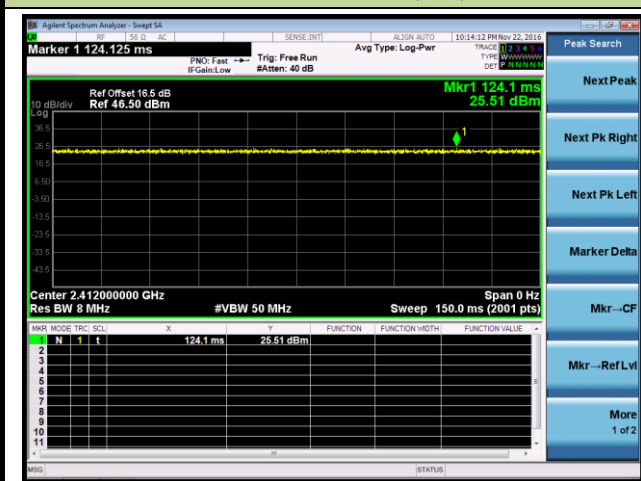 Agilent Spectrum Analyzer - Swept SA
RF 50 Ω AC SENSE:INT ALIGN AUTO 10:14:12 PM Nov 22, 2016
Marker 1 124.125 ms
PNO: Fast
IFGain:Low
Trig: Free Run
#Atten: 40 dB
Avg Type: Log-Pwr
TRACE 1 2 3 4 5 6
TYPE WWWWWW
DET P N N N N N
Peak Search
Next Peak
Next Pk Right
Next Pk Left
Marker Delta
Mkr→CF
Mkr→Ref Lvl
More
1 of 2
Ref Offset 16.5 dB
10 dB/div Ref 46.50 dBm
Log
Mkr1 124.1 ms
25.51 dBm
1
36.5
26.5
16.5
6.50
-3.50
-13.5
-23.5
-33.5
-43.5
Center 2.412000000 GHz Span 0 Hz
Res BW 8 MHz #VBW 50 MHz Sweep 150.0 ms (2001 pts)
MKR MODE TRC SCL X Y FUNCTION FUNCTION WIDTH FUNCTION VALUE
1 N 1 t 124.1 ms 25.51 dBm
2
3
4
5
6
7
8
9
10
11
MSG STATUS